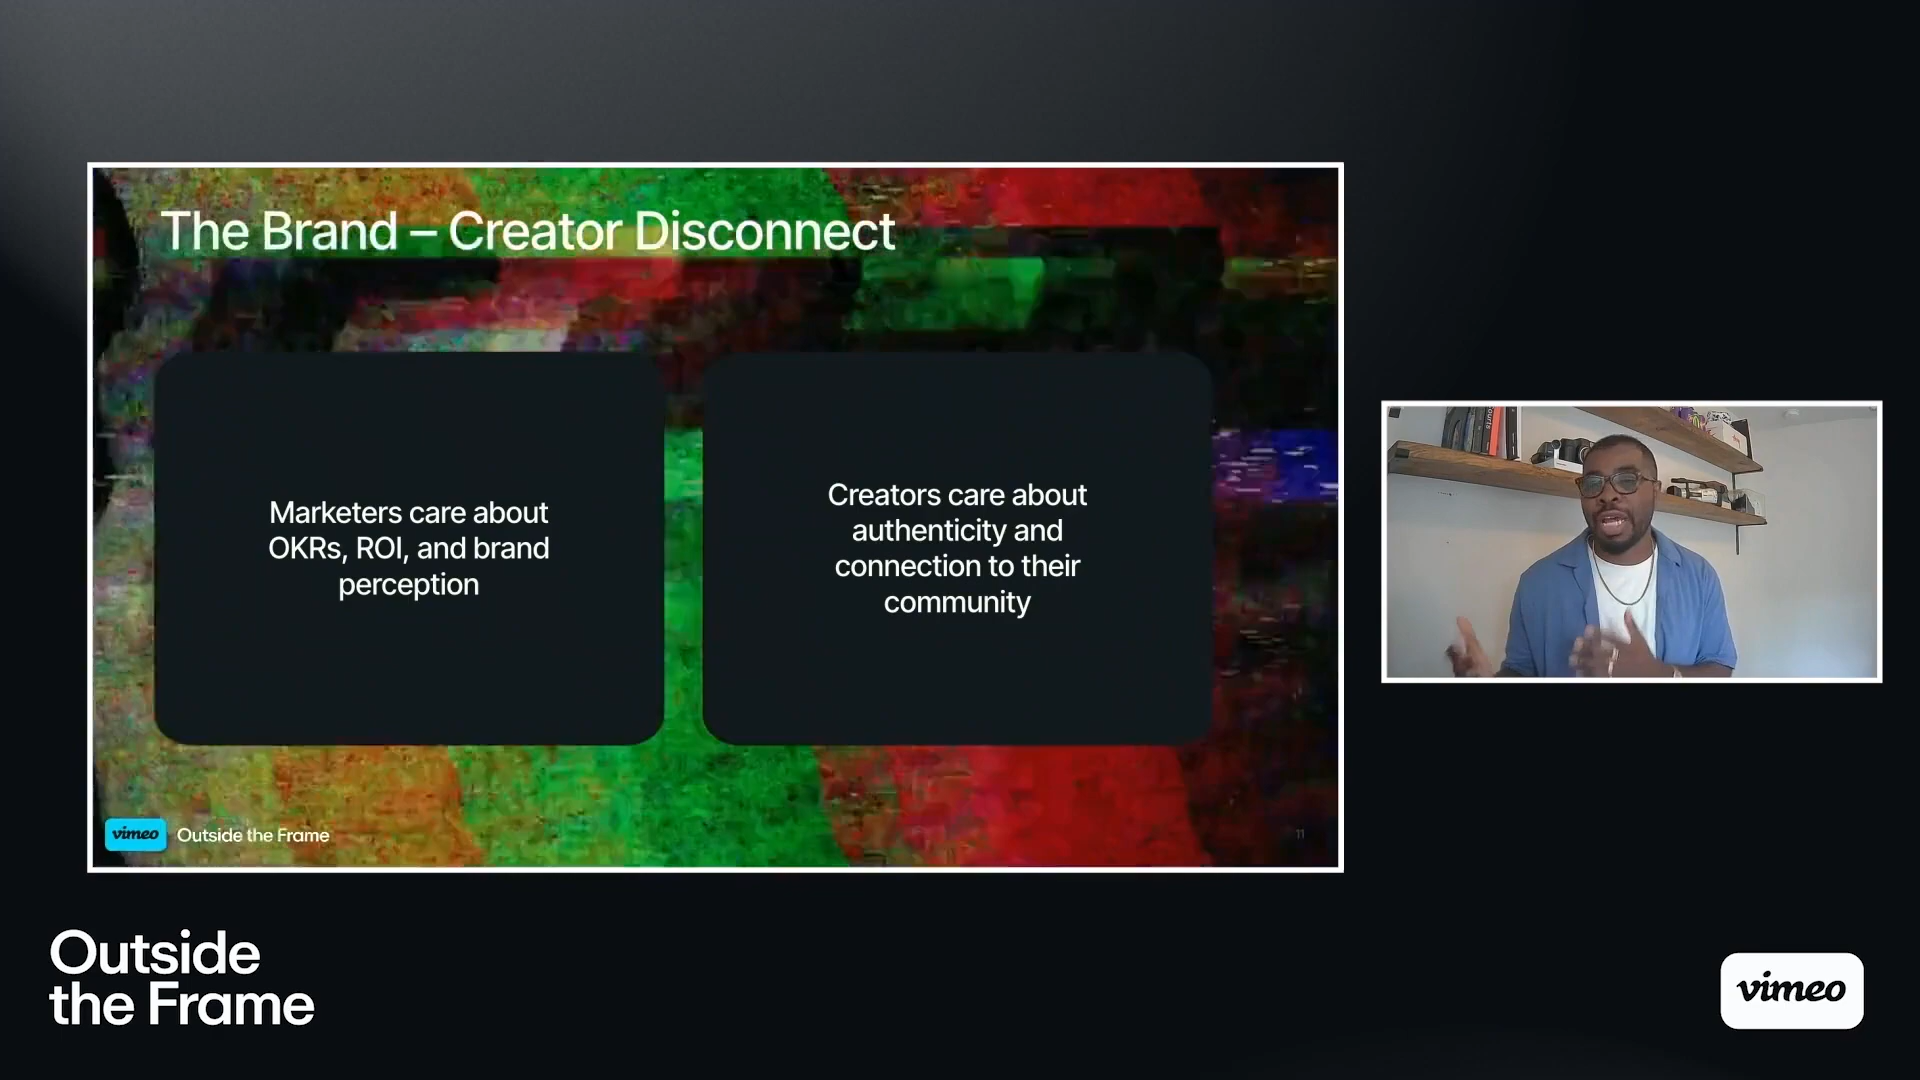 The Brand – Creator Disconnect
Marketers care about
OKRs, ROI, and brand
perception
Creators care about
authenticity and
connection to their
community
vimeo Outside the Frame
11
Outside
the Frame
vimeo